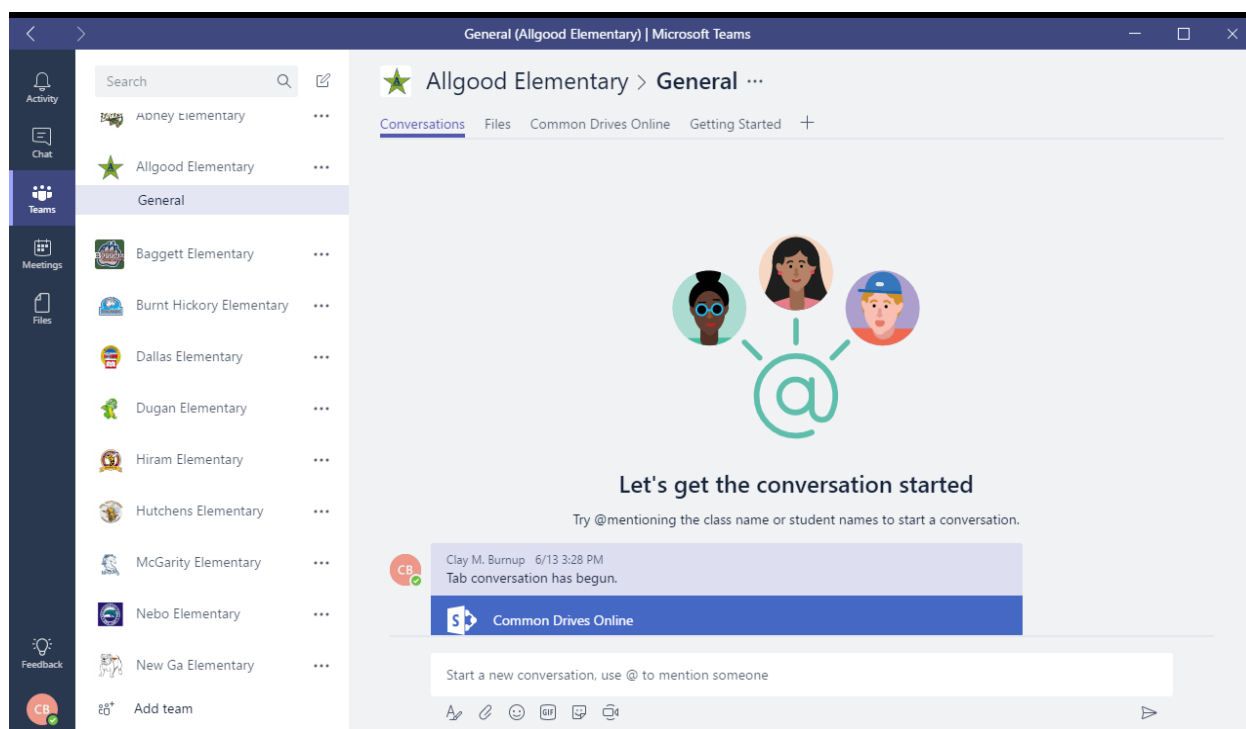 General (Allgood Elementary) | Microsoft Teams
Activity
Chat
Teams
Meetings
Files
Feedback
CB
Search
Abney Elementary
Allgood Elementary
General
Baggett Elementary
Burnt Hickory Elementary
Dallas Elementary
Dugan Elementary
Hiram Elementary
Hutchens Elementary
McGarity Elementary
Nebo Elementary
New Ga Elementary
Add team
A
Allgood Elementary > General ...
Conversations Files Common Drives Online Getting Started +
@
Let's get the conversation started
Try @mentioning the class name or student names to start a conversation.
CB
Clay M. Burnup 6/13 3:28 PM
Tab conversation has begun.
S Common Drives Online
Start a new conversation, use @ to mention someone
GIF